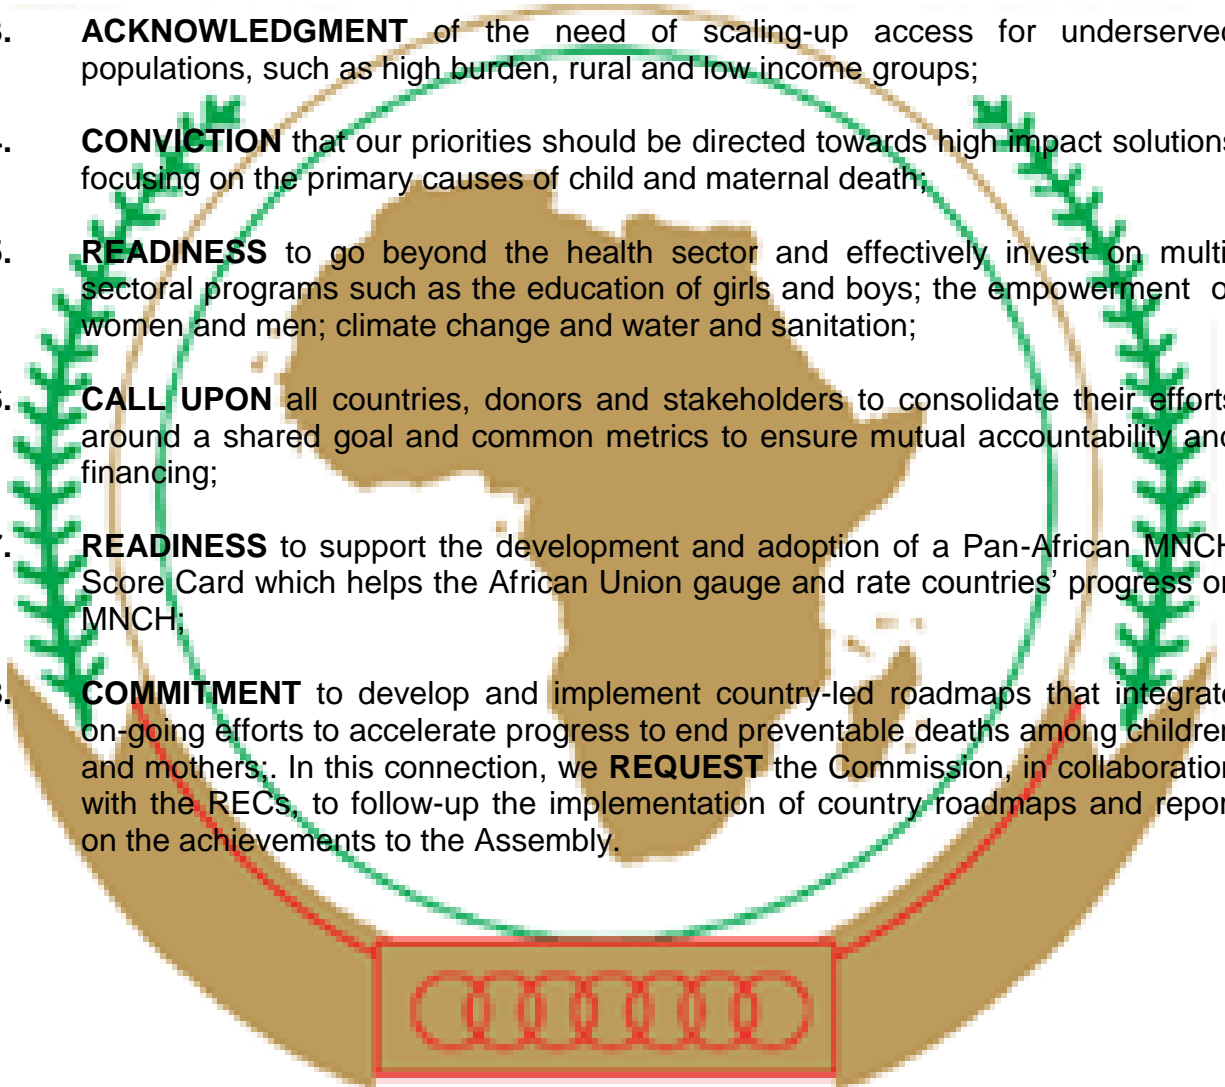 3. ACKNOWLEDGMENT of the need of scaling-up access for underserved
populations, such as high burden, rural and low income groups;
4. CONVICTION that our priorities should be directed towards high impact solutions
focusing on the primary causes of child and maternal death;
5. READINESS to go beyond the health sector and effectively invest on multi
sectoral programs such as the education of girls and boys; the empowerment of
women and men; climate change and water and sanitation;
6. CALL UPON all countries, donors and stakeholders to consolidate their efforts
around a shared goal and common metrics to ensure mutual accountability and
financing;
7. READINESS to support the development and adoption of a Pan-African MNCH
Score Card which helps the African Union gauge and rate countries’ progress on
MNCH;
8. COMMITMENT to develop and implement country-led roadmaps that integrate
on-going efforts to accelerate progress to end preventable deaths among children
and mothers;. In this connection, we REQUEST the Commission, in collaboration
with the RECs, to follow-up the implementation of country roadmaps and report
on the achievements to the Assembly.